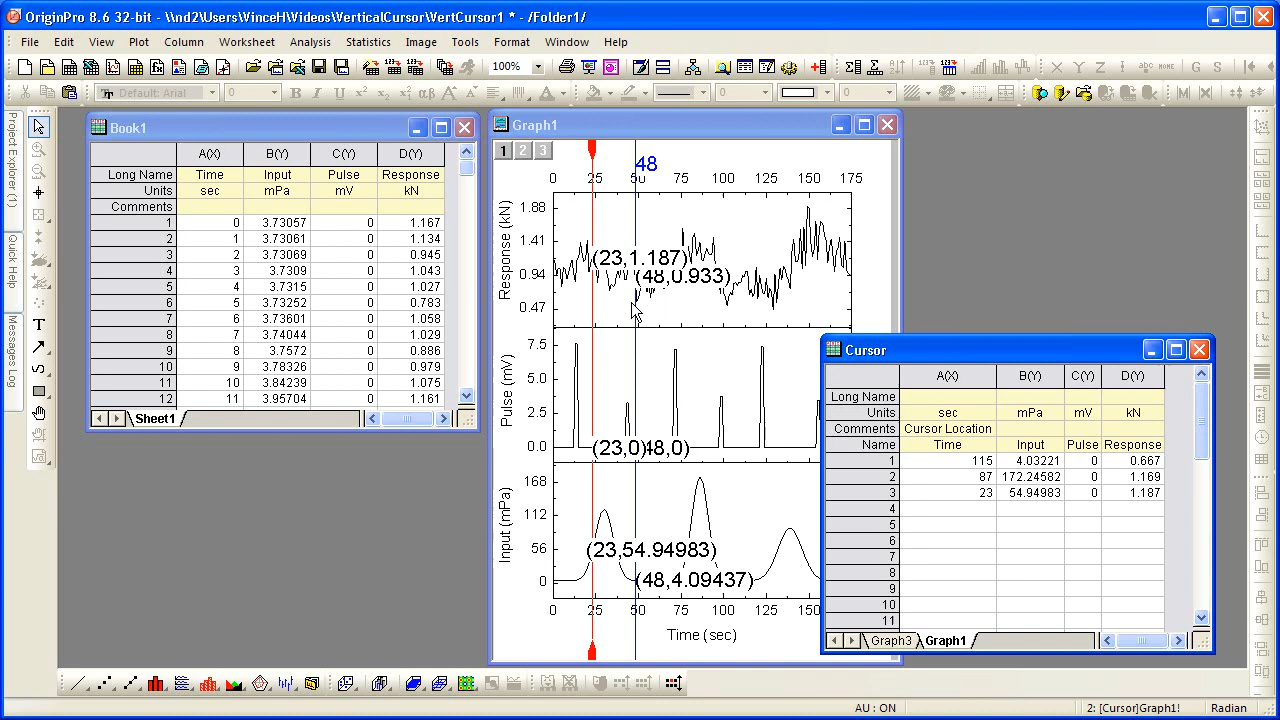 OriginPro 8.6 32-bit - \\nd2\Users\VinceH\Videos\VerticalCursor\VertCursor1 * - /Folder1/
File Edit View Plot Column Worksheet Analysis Statistics Image Tools Format Window Help
100%
Default: Arial 0 B I U 0 0
Project Explorer (1)
Quick Help
Messages Log
Book1
A(X) B(Y) C(Y) D(Y)
Long Name Time Input Pulse Response
Units sec mPa mV kN
Comments
1 0 3.73057 0 1.167
2 1 3.73061 0 1.134
3 2 3.73069 0 0.945
4 3 3.7309 0 1.043
5 4 3.7315 0 1.027
6 5 3.73252 0 0.783
7 6 3.73601 0 1.058
8 7 3.74044 0 1.029
9 8 3.7572 0 0.886
10 9 3.78326 0 0.979
11 10 3.84239 0 1.075
12 11 3.95704 0 1.161
Sheet1
Graph1
1 2 3
48
0 25 50 75 100 125 150 175
Response (kN)
1.88
1.41
0.94
0.47
(23,1.187)
(48,0.933)
Pulse (mV)
7.5
5.0
2.5
0.0
(23,0)
48,0)
Input (mPa)
168
112
56
0
(23,54.94983)
(48,4.09437)
0 25 50 75 100 125
Time (sec)
Cursor
A(X) B(Y) C(Y) D(Y)
Long Name
Units sec mPa mV kN
Comments Cursor Location
Name Time Input Pulse Response
1 115 4.03221 0 0.667
2 87 172.24582 0 1.169
3 23 54.94983 0 1.187
4
5
6
7
8
9
10
11
Graph3 Graph1
AU : ON 2: [Cursor]Graph1! Radian